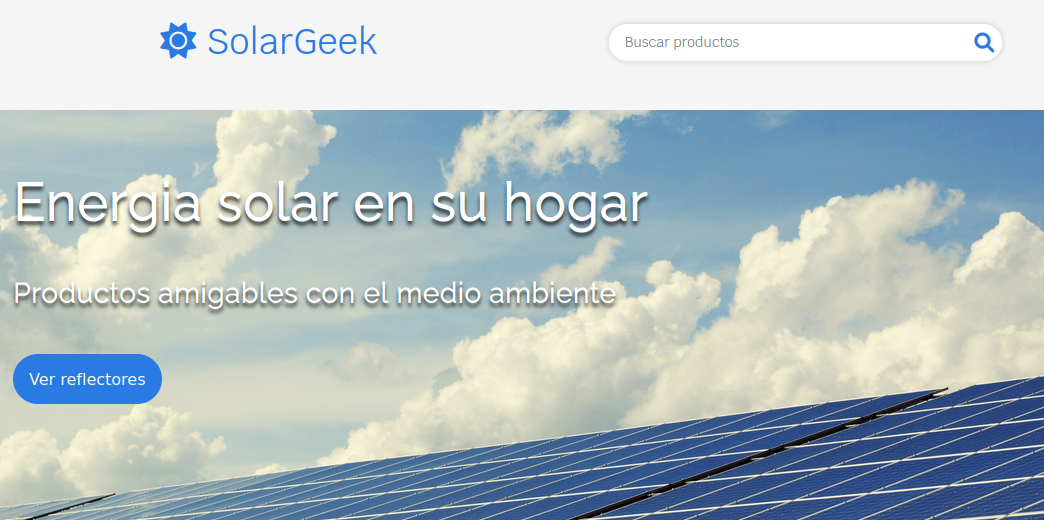 SolarGeek
Buscar productos
Energia solar en su hogar
Productos amigables con el medio ambiente
Ver reflectores